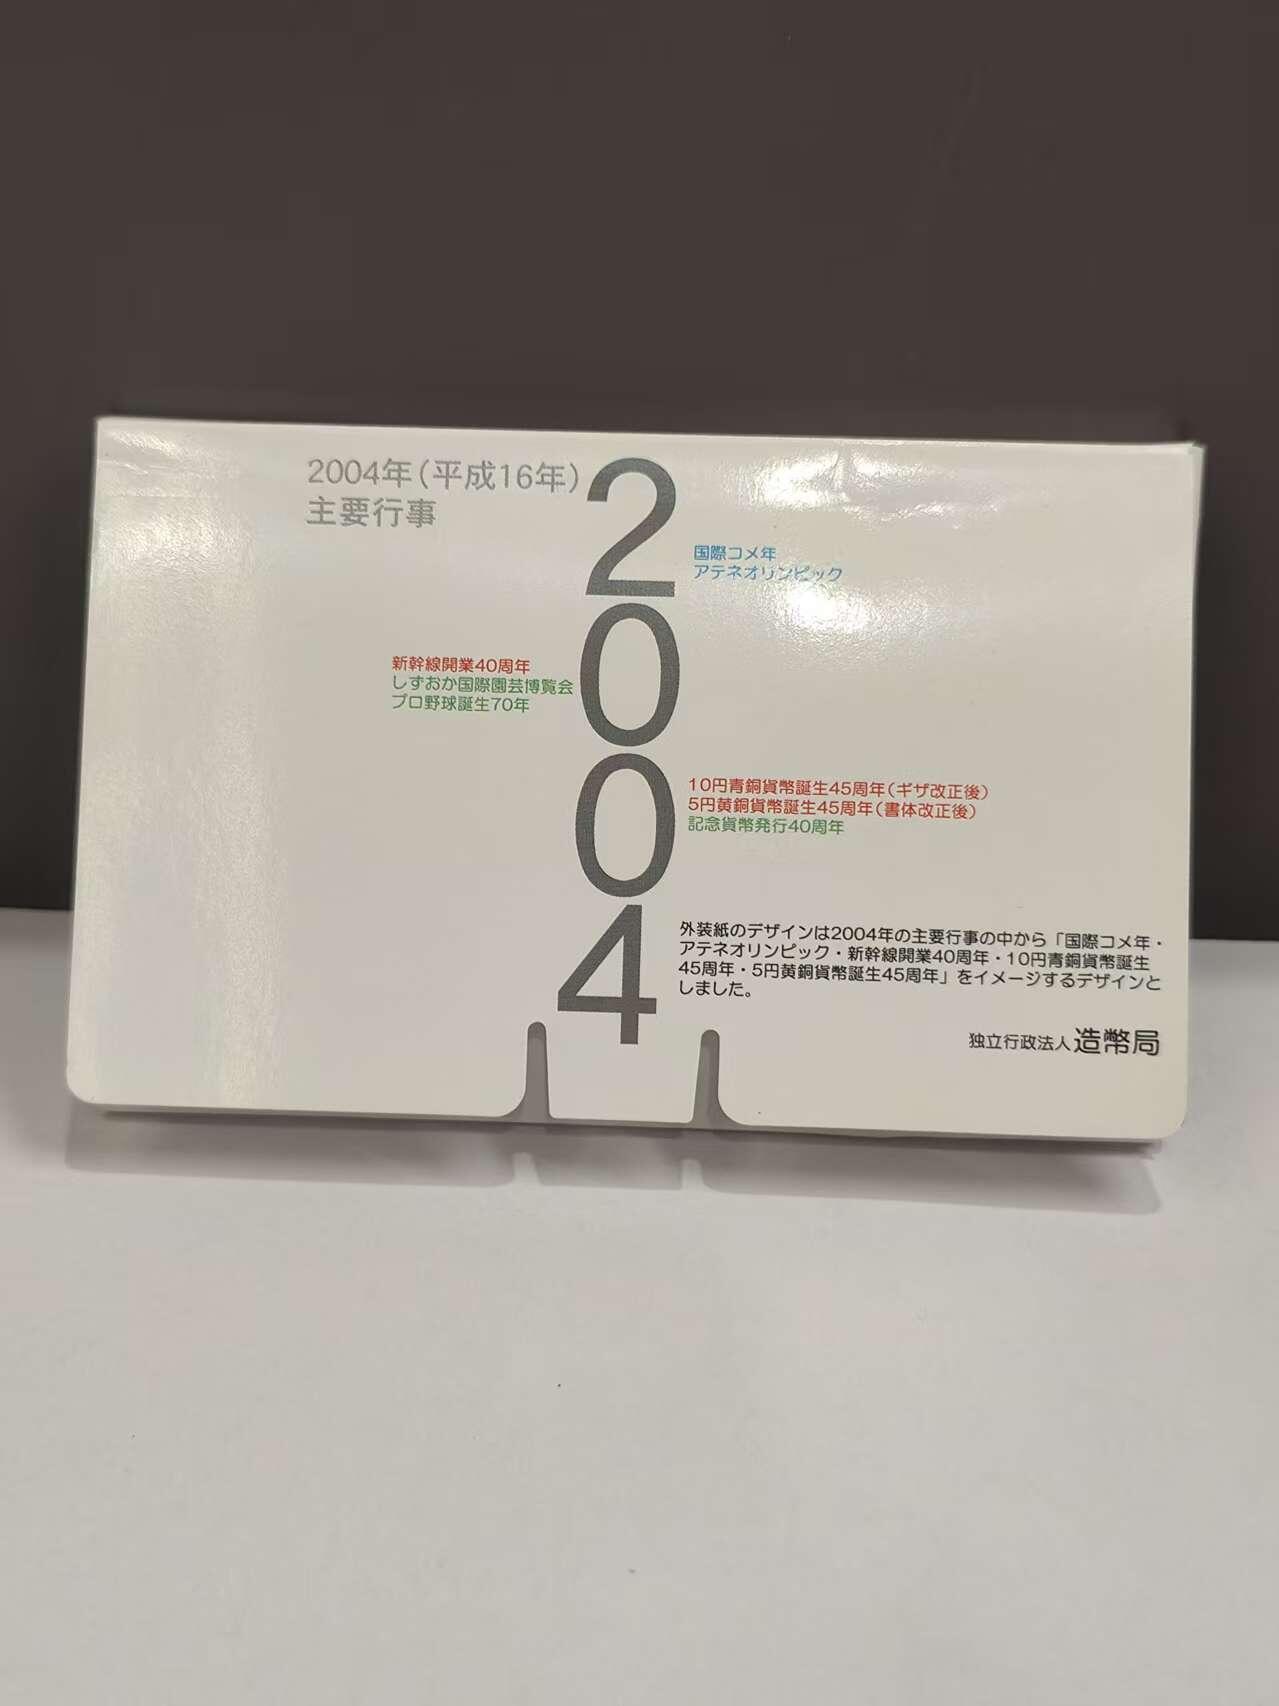 2004年(平成16年)
主要行事
2004
国際コメ年
アテネオリンピック
新幹線開業40周年
しずおか国際園芸博覧会
プロ野球誕生70年
10円青銅貨幣誕生45周年(ギザ改正後)
5円黄銅貨幣誕生45周年(書体改正後)
記念貨幣発行40周年
外装紙のデザインは2004年の主要行事の中から「国際コメ年・
アテネオリンピック・新幹線開業40周年・10円青銅貨幣誕生
45周年・5円黄銅貨幣誕生45周年」をイメージするデザインと
しました。
独立行政法人 造幣局